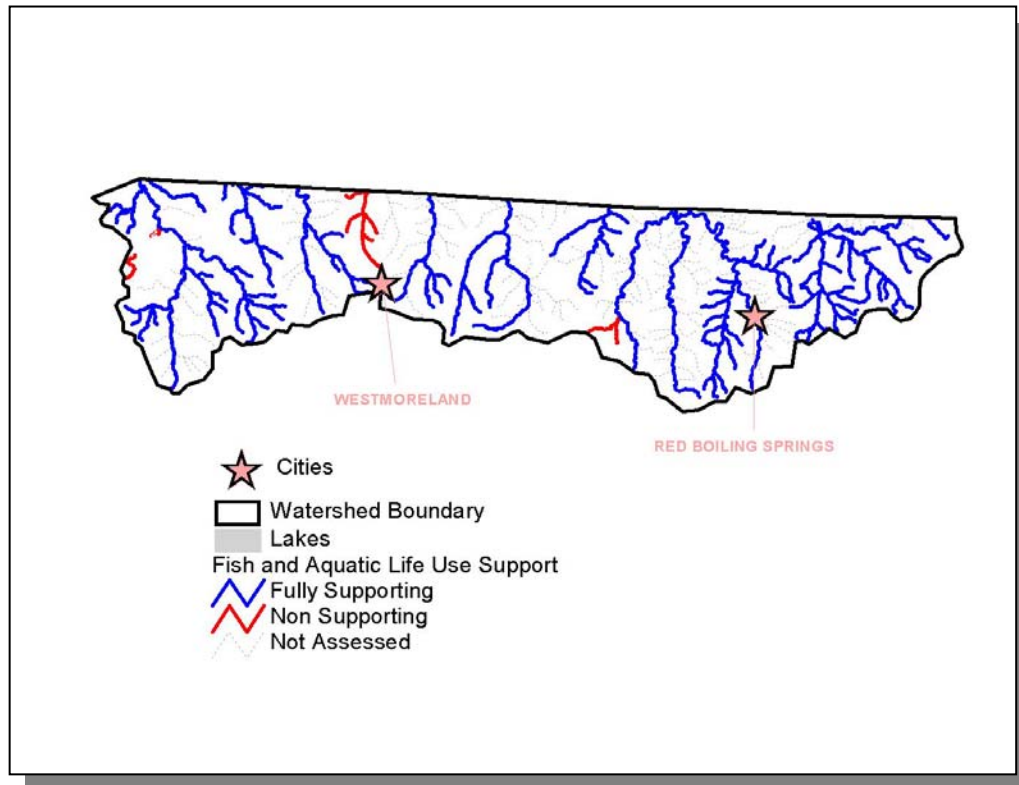 WESTMORELAND
RED BOILING SPRINGS
Cities
Watershed Boundary
Lakes
Fish and Aquatic Life Use Support
Fully Supporting
Non Supporting
Not Assessed